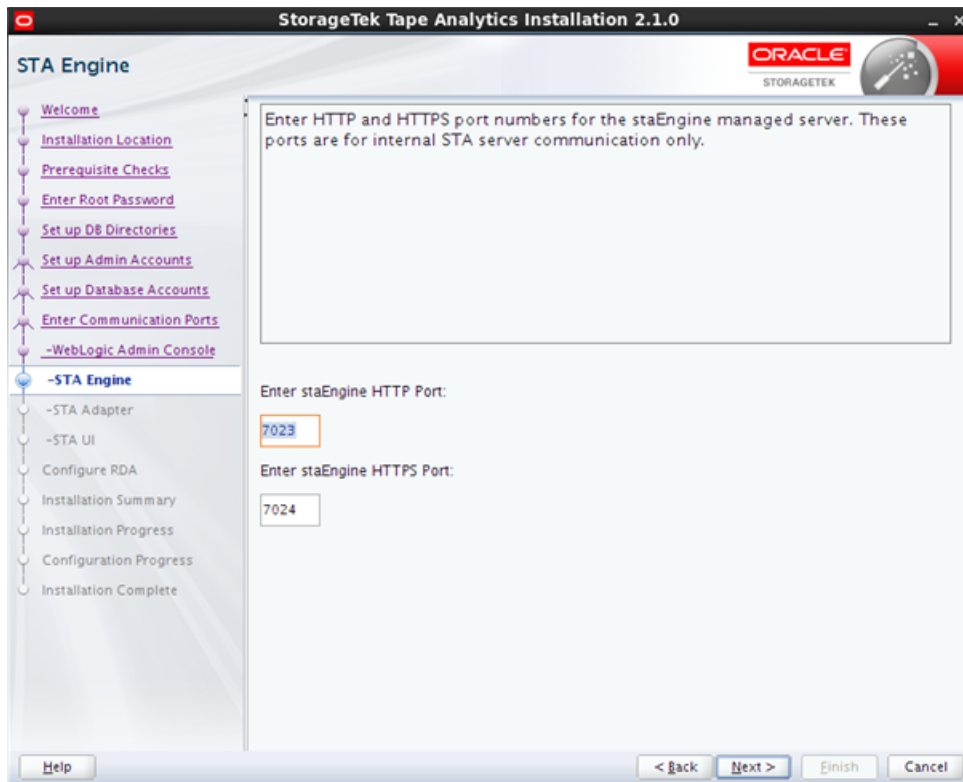 StorageTek Tape Analytics Installation 2.1.0
STA Engine
ORACLE
STORAGETEK
Welcome
Installation Location
Prerequisite Checks
Enter Root Password
Set up DB Directories
Set up Admin Accounts
Set up Database Accounts
Enter Communication Ports
-WebLogic Admin Console
-STA Engine
-STA Adapter
-STA UI
Configure RDA
Installation Summary
Installation Progress
Configuration Progress
Installation Complete
Enter HTTP and HTTPS port numbers for the staEngine managed server. These
ports are for internal STA server communication only.
Enter staEngine HTTP Port:
7023
Enter staEngine HTTPS Port:
7024
Help
< Back
Next >
Finish
Cancel